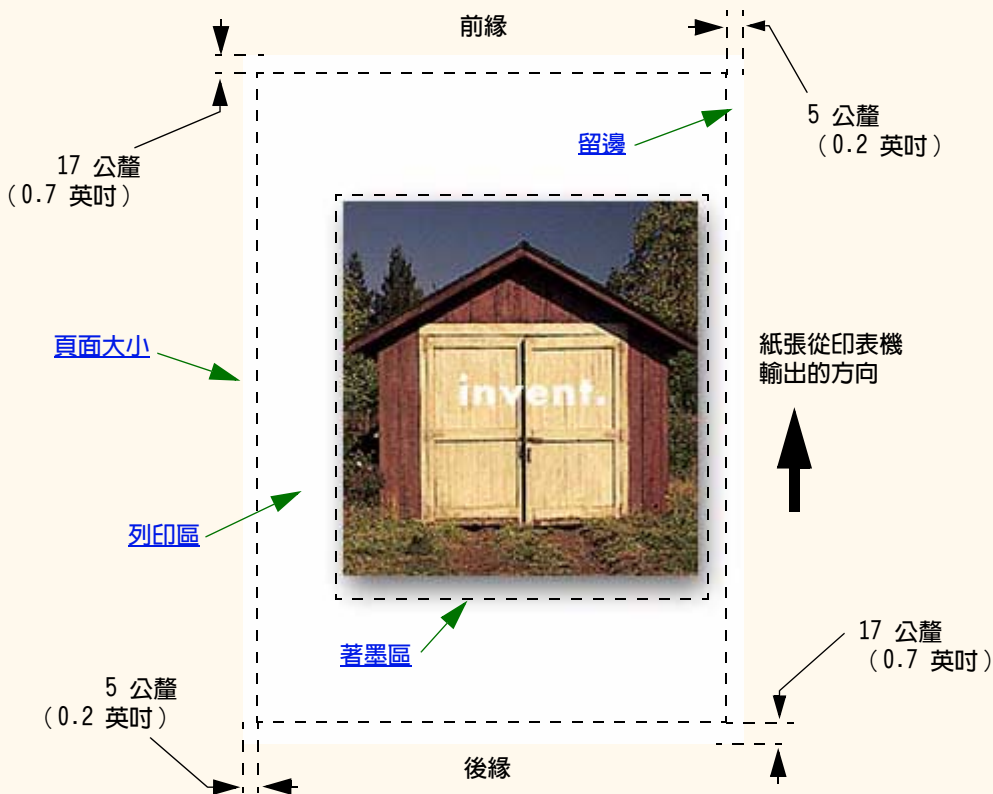 前緣
5 公釐
（0.2 英吋）
留邊
17 公釐
（0.7 英吋）
頁面大小
紙張從印表機
輸出的方向
invent.
列印區
著墨區
17 公釐
（0.7 英吋）
5 公釐
（0.2 英吋）
後緣